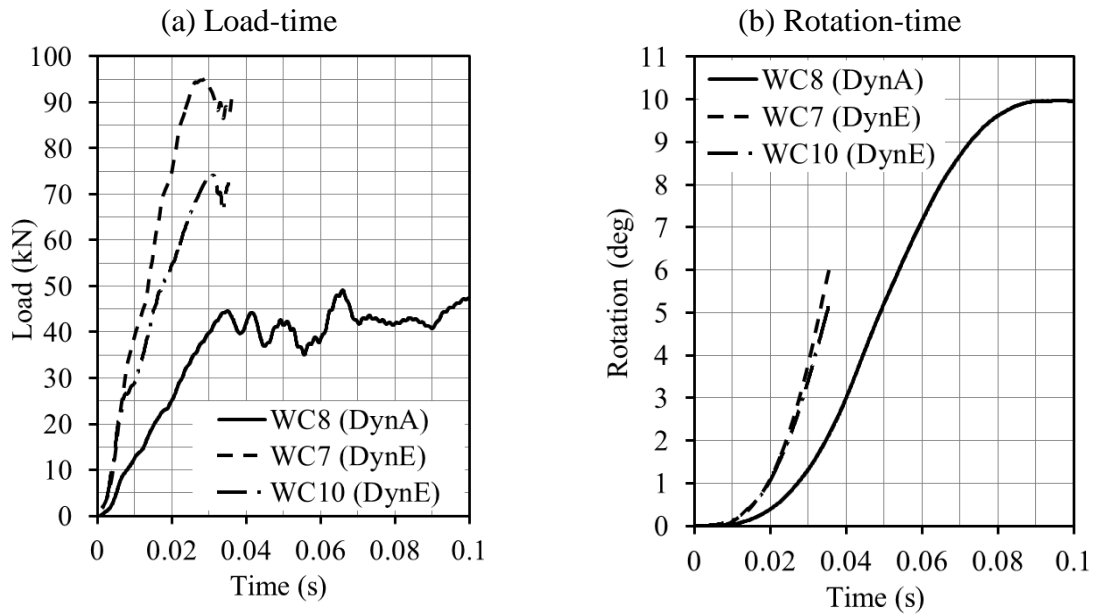 (a) Load-time
100
90
80
70
60
50
40
30
20
10
0
Load (kN)
WC8 (DynA)
WC7 (DynE)
WC10 (DynE)
0 0.02 0.04 0.06 0.08 0.1
Time (s)
(b) Rotation-time
11
10
9
8
7
6
5
4
3
2
1
0
Rotation (deg)
WC8 (DynA)
WC7 (DynE)
WC10 (DynE)
0 0.02 0.04 0.06 0.08 0.1
Time (s)